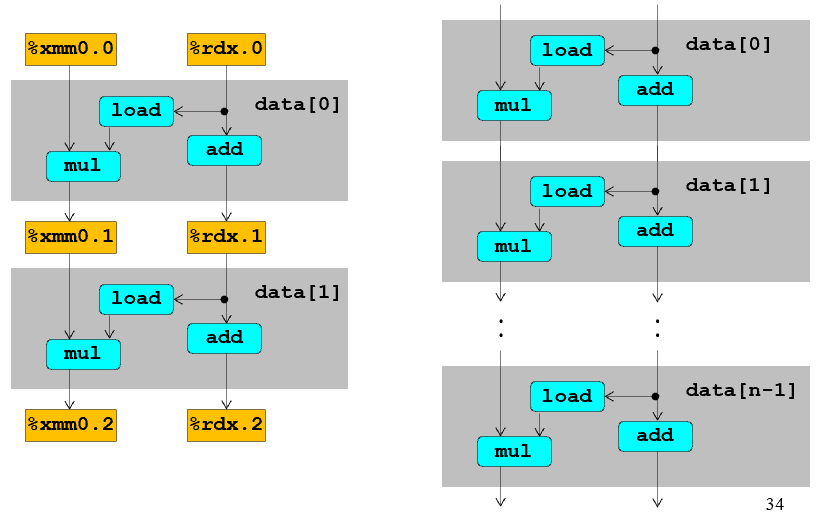 %xmm0.0 %rdx.0
load data[0]
add
mul
%xmm0.1 %rdx.1
load data[1]
add
mul
%xmm0.2 %rdx.2
load data[0]
add
mul
load data[1]
add
mul
: :
load data[n-1]
add
mul
34